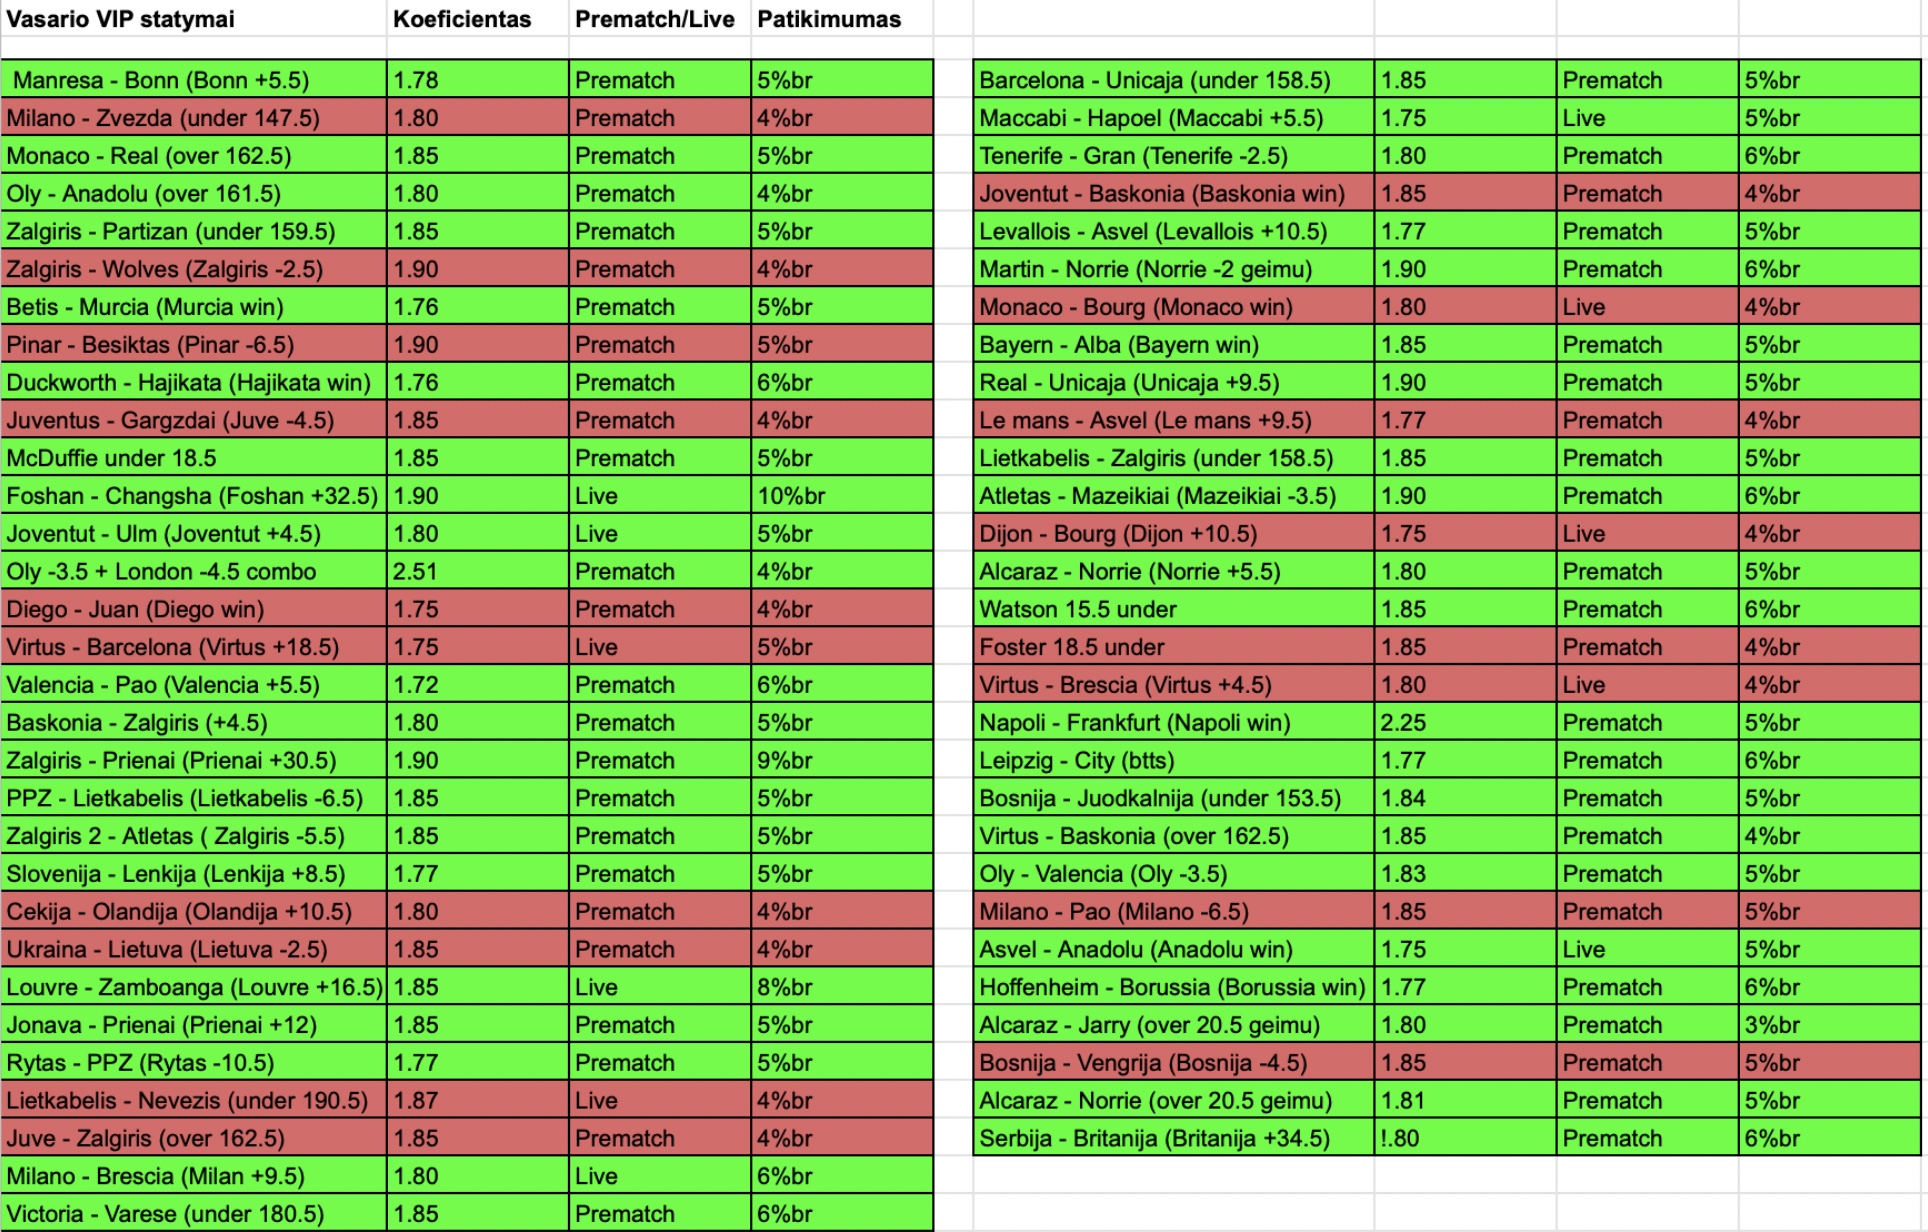 Vasario VIP statymai Koeficientas Prematch/Live Patikimumas
Manresa - Bonn (Bonn +5.5) 1.78 Prematch 5%br
Milano - Zvezda (under 147.5) 1.80 Prematch 4%br
Monaco - Real (over 162.5) 1.85 Prematch 5%br
Oly - Anadolu (over 161.5) 1.80 Prematch 4%br
Zalgiris - Partizan (under 159.5) 1.85 Prematch 5%br
Zalgiris - Wolves (Zalgiris -2.5) 1.90 Prematch 4%br
Betis - Murcia (Murcia win) 1.76 Prematch 5%br
Pinar - Besiktas (Pinar -6.5) 1.90 Prematch 5%br
Duckworth - Hajikata (Hajikata win) 1.76 Prematch 6%br
Juventus - Gargzdai (Juve -4.5) 1.85 Prematch 4%br
McDuffie under 18.5 1.85 Prematch 5%br
Foshan - Changsha (Foshan +32.5) 1.90 Live 10%br
Joventut - Ulm (Joventut +4.5) 1.80 Live 5%br
Oly -3.5 + London -4.5 combo 2.51 Prematch 4%br
Diego - Juan (Diego win) 1.75 Prematch 4%br
Virtus - Barcelona (Virtus +18.5) 1.75 Live 5%br
Valencia - Pao (Valencia +5.5) 1.72 Prematch 6%br
Baskonia - Zalgiris (+4.5) 1.80 Prematch 5%br
Zalgiris - Prienai (Prienai +30.5) 1.90 Prematch 9%br
PPZ - Lietkabelis (Lietkabelis -6.5) 1.85 Prematch 5%br
Zalgiris 2 - Atletas ( Zalgiris -5.5) 1.85 Prematch 5%br
Slovenija - Lenkija (Lenkija +8.5) 1.77 Prematch 5%br
Cekija - Olandija (Olandija +10.5) 1.80 Prematch 4%br
Ukraina - Lietuva (Lietuva -2.5) 1.85 Prematch 4%br
Louvre - Zamboanga (Louvre +16.5) 1.85 Live 8%br
Jonava - Prienai (Prienai +12) 1.85 Prematch 5%br
Rytas - PPZ (Rytas -10.5) 1.77 Prematch 5%br
Lietkabelis - Nevezis (under 190.5) 1.87 Live 4%br
Juve - Zalgiris (over 162.5) 1.85 Prematch 4%br
Milano - Brescia (Milan +9.5) 1.80 Live 6%br
Victoria - Varese (under 180.5) 1.85 Prematch 6%br
Barcelona - Unicaja (under 158.5) 1.85 Prematch 5%br
Maccabi - Hapoel (Maccabi +5.5) 1.75 Live 5%br
Tenerife - Gran (Tenerife -2.5) 1.80 Prematch 6%br
Joventut - Baskonia (Baskonia win) 1.85 Prematch 4%br
Levallois - Asvel (Levallois +10.5) 1.77 Prematch 5%br
Martin - Norrie (Norrie -2 geimu) 1.90 Prematch 6%br
Monaco - Bourg (Monaco win) 1.80 Live 4%br
Bayern - Alba (Bayern win) 1.85 Prematch 5%br
Real - Unicaja (Unicaja +9.5) 1.90 Prematch 5%br
Le mans - Asvel (Le mans +9.5) 1.77 Prematch 4%br
Lietkabelis - Zalgiris (under 158.5) 1.85 Prematch 5%br
Atletas - Mazeikiai (Mazeikiai -3.5) 1.90 Prematch 6%br
Dijon - Bourg (Dijon +10.5) 1.75 Live 4%br
Alcaraz - Norrie (Norrie +5.5) 1.80 Prematch 5%br
Watson 15.5 under 1.85 Prematch 6%br
Foster 18.5 under 1.85 Prematch 4%br
Virtus - Brescia (Virtus +4.5) 1.80 Live 4%br
Napoli - Frankfurt (Napoli win) 2.25 Prematch 5%br
Leipzig - City (btts) 1.77 Prematch 6%br
Bosnija - Juodkalnija (under 153.5) 1.84 Prematch 5%br
Virtus - Baskonia (over 162.5) 1.85 Prematch 4%br
Oly - Valencia (Oly -3.5) 1.83 Prematch 5%br
Milano - Pao (Milano -6.5) 1.85 Prematch 5%br
Asvel - Anadolu (Anadolu win) 1.75 Live 5%br
Hoffenheim - Borussia (Borussia win) 1.77 Prematch 6%br
Alcaraz - Jarry (over 20.5 geimu) 1.80 Prematch 3%br
Bosnija - Vengrija (Bosnija -4.5) 1.85 Prematch 5%br
Alcaraz - Norrie (over 20.5 geimu) 1.81 Prematch 5%br
Serbija - Britanija (Britanija +34.5) !.80 Prematch 6%br